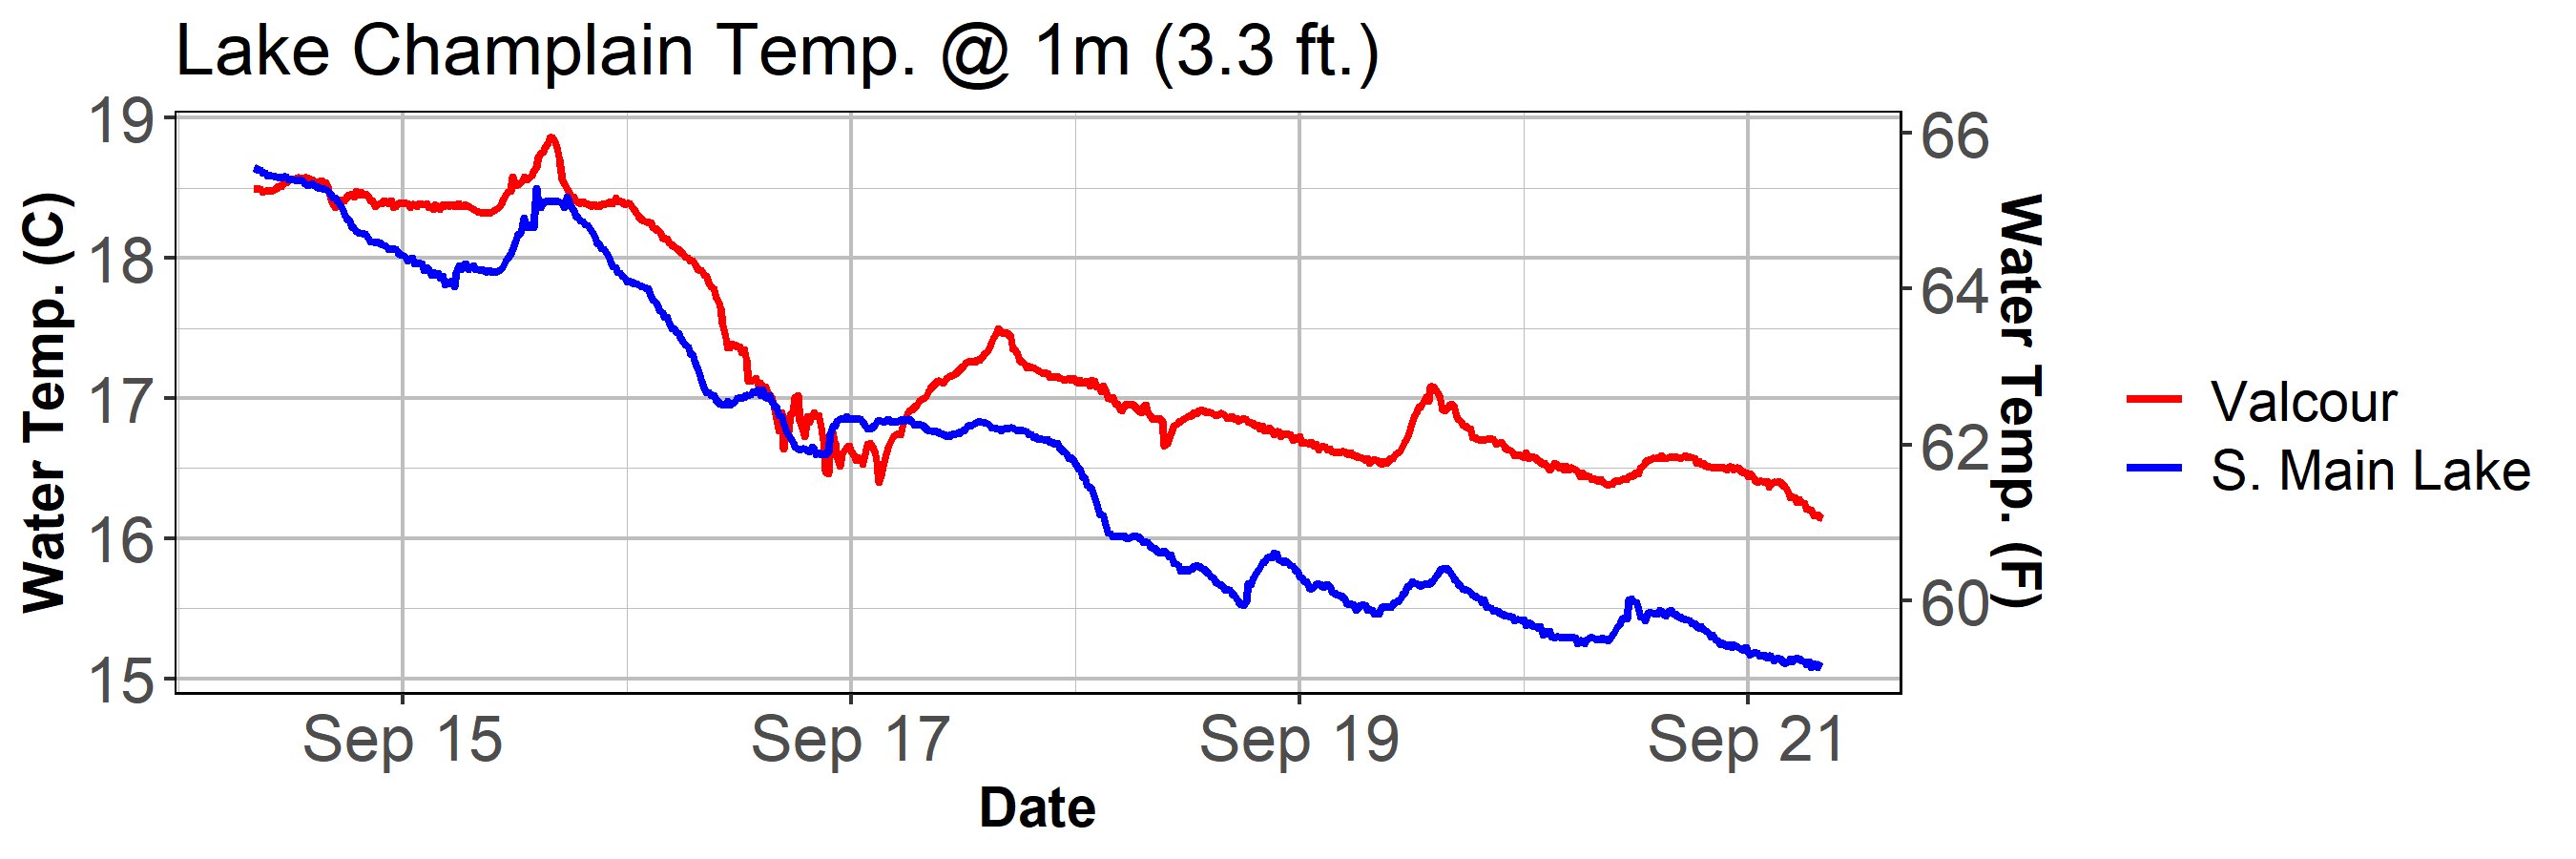 Lake Champlain Temp. @ 1m (3.3 ft.)
Water Temp. (C)
19
18
17
16
15
66
64
62
60
Water Temp. (F)
Sep 15
Sep 17
Sep 19
Sep 21
Date
Valcour
S. Main Lake